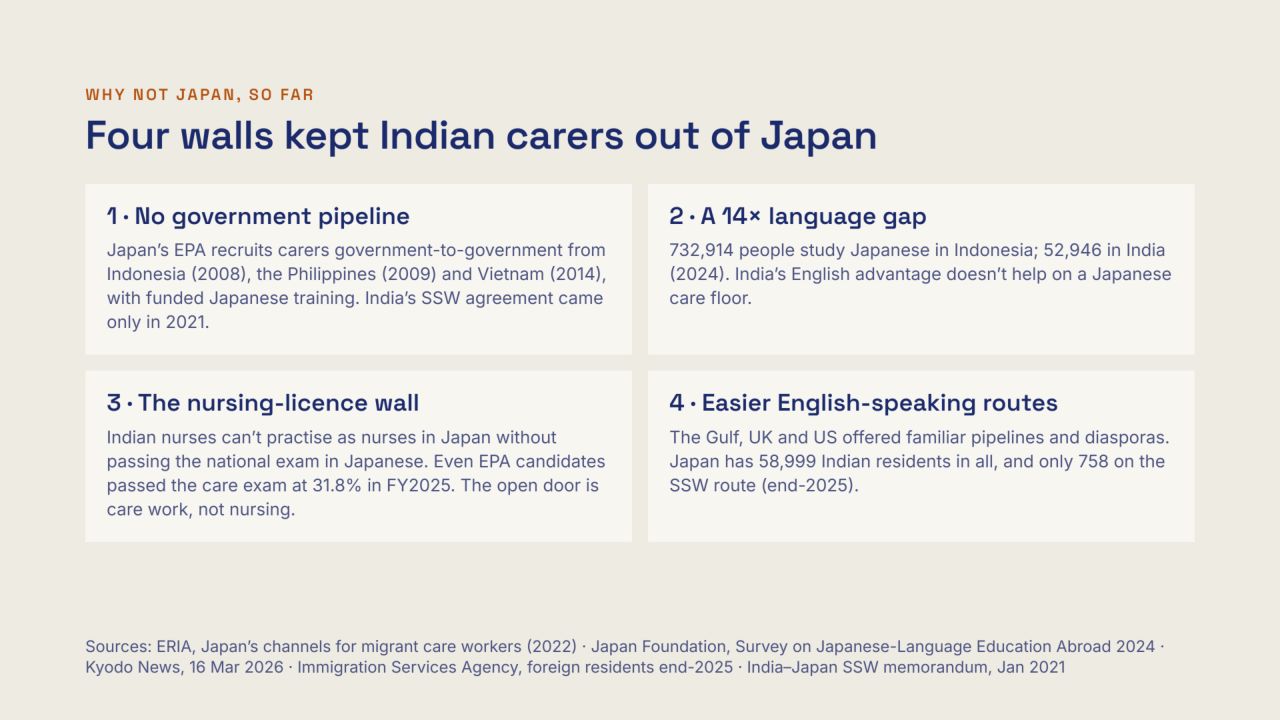 WHY NOT JAPAN, SO FAR
Four walls kept Indian carers out of Japan
1 · No government pipeline
Japan’s EPA recruits carers government-to-government from
Indonesia (2008), the Philippines (2009) and Vietnam (2014),
with funded Japanese training. India’s SSW agreement came
only in 2021.
2 · A 14× language gap
732,914 people study Japanese in Indonesia; 52,946 in India
(2024). India’s English advantage doesn’t help on a Japanese
care floor.
3 · The nursing-licence wall
Indian nurses can’t practise as nurses in Japan without
passing the national exam in Japanese. Even EPA candidates
passed the care exam at 31.8% in FY2025. The open door is
care work, not nursing.
4 · Easier English-speaking routes
The Gulf, UK and US offered familiar pipelines and diasporas.
Japan has 58,999 Indian residents in all, and only 758 on the
SSW route (end-2025).
Sources: ERIA, Japan’s channels for migrant care workers (2022) · Japan Foundation, Survey on Japanese-Language Education Abroad 2024 ·
Kyodo News, 16 Mar 2026 · Immigration Services Agency, foreign residents end-2025 · India–Japan SSW memorandum, Jan 2021